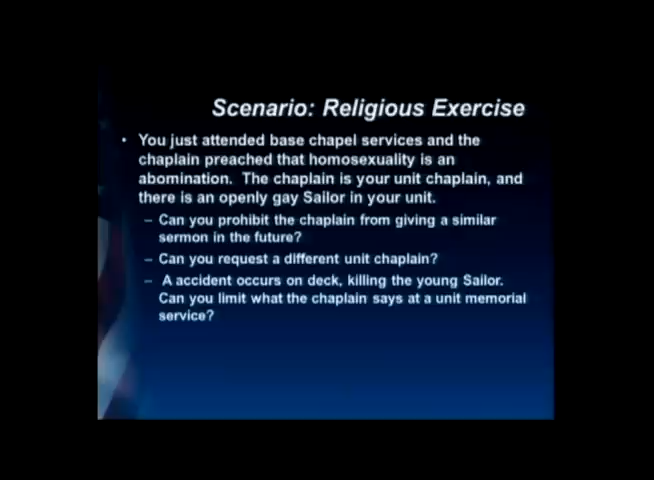 Scenario: Religious Exercise
• You just attended base chapel services and the
chaplain preached that homosexuality is an
abomination. The chaplain is your unit chaplain, and
there is an openly gay Sailor in your unit.
– Can you prohibit the chaplain from giving a similar
sermon in the future?
– Can you request a different unit chaplain?
– A accident occurs on deck, killing the young Sailor.
Can you limit what the chaplain says at a unit memorial
service?